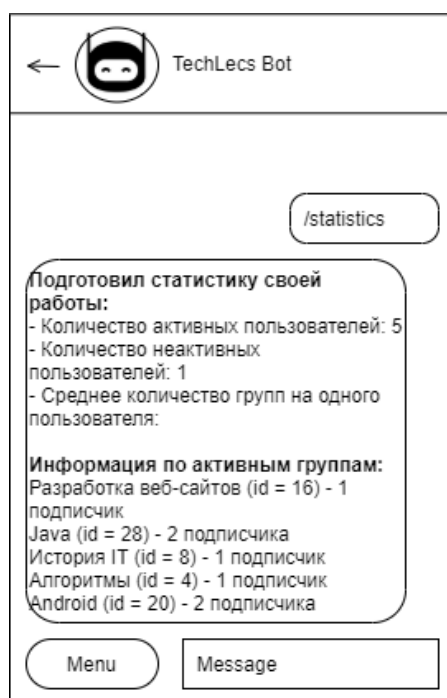 TechLecs Bot
/statistics
Подготовил статистику своей
работы:
- Количество активных пользователей: 5
- Количество неактивных
пользователей: 1
- Среднее количество групп на одного
пользователя:
Информация по активным группам:
Разработка веб-сайтов (id = 16) - 1
подписчик
Java (id = 28) - 2 подписчика
История IT (id = 8) - 1 подписчик
Алгоритмы (id = 4) - 1 подписчик
Android (id = 20) - 2 подписчика
Menu
Message